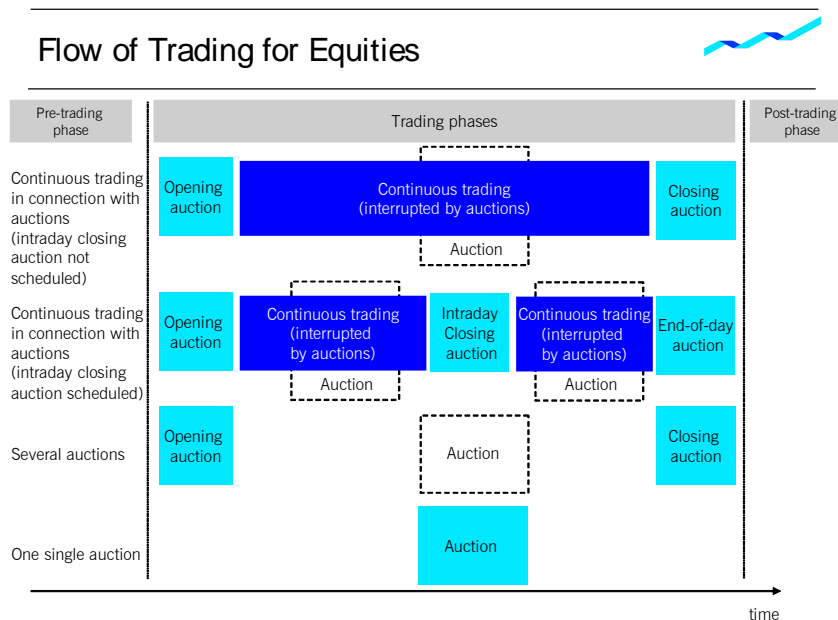 Flow of Trading for Equities
Pre-trading
phase
Trading phases
Post-trading
phase
Continuous trading
in connection with
auctions
(intraday closing
auction not
scheduled)
Opening
auction
Continuous trading
(interrupted by auctions)
Auction
Closing
auction
Continuous trading
in connection with
auctions
(intraday closing
auction scheduled)
Opening
auction
Continuous trading
(interrupted
by auctions)
Auction
Intraday
Closing
auction
Continuous trading
(interrupted
by auctions)
Auction
End-of-day
auction
Several auctions
Opening
auction
Auction
Closing
auction
One single auction
Auction
time